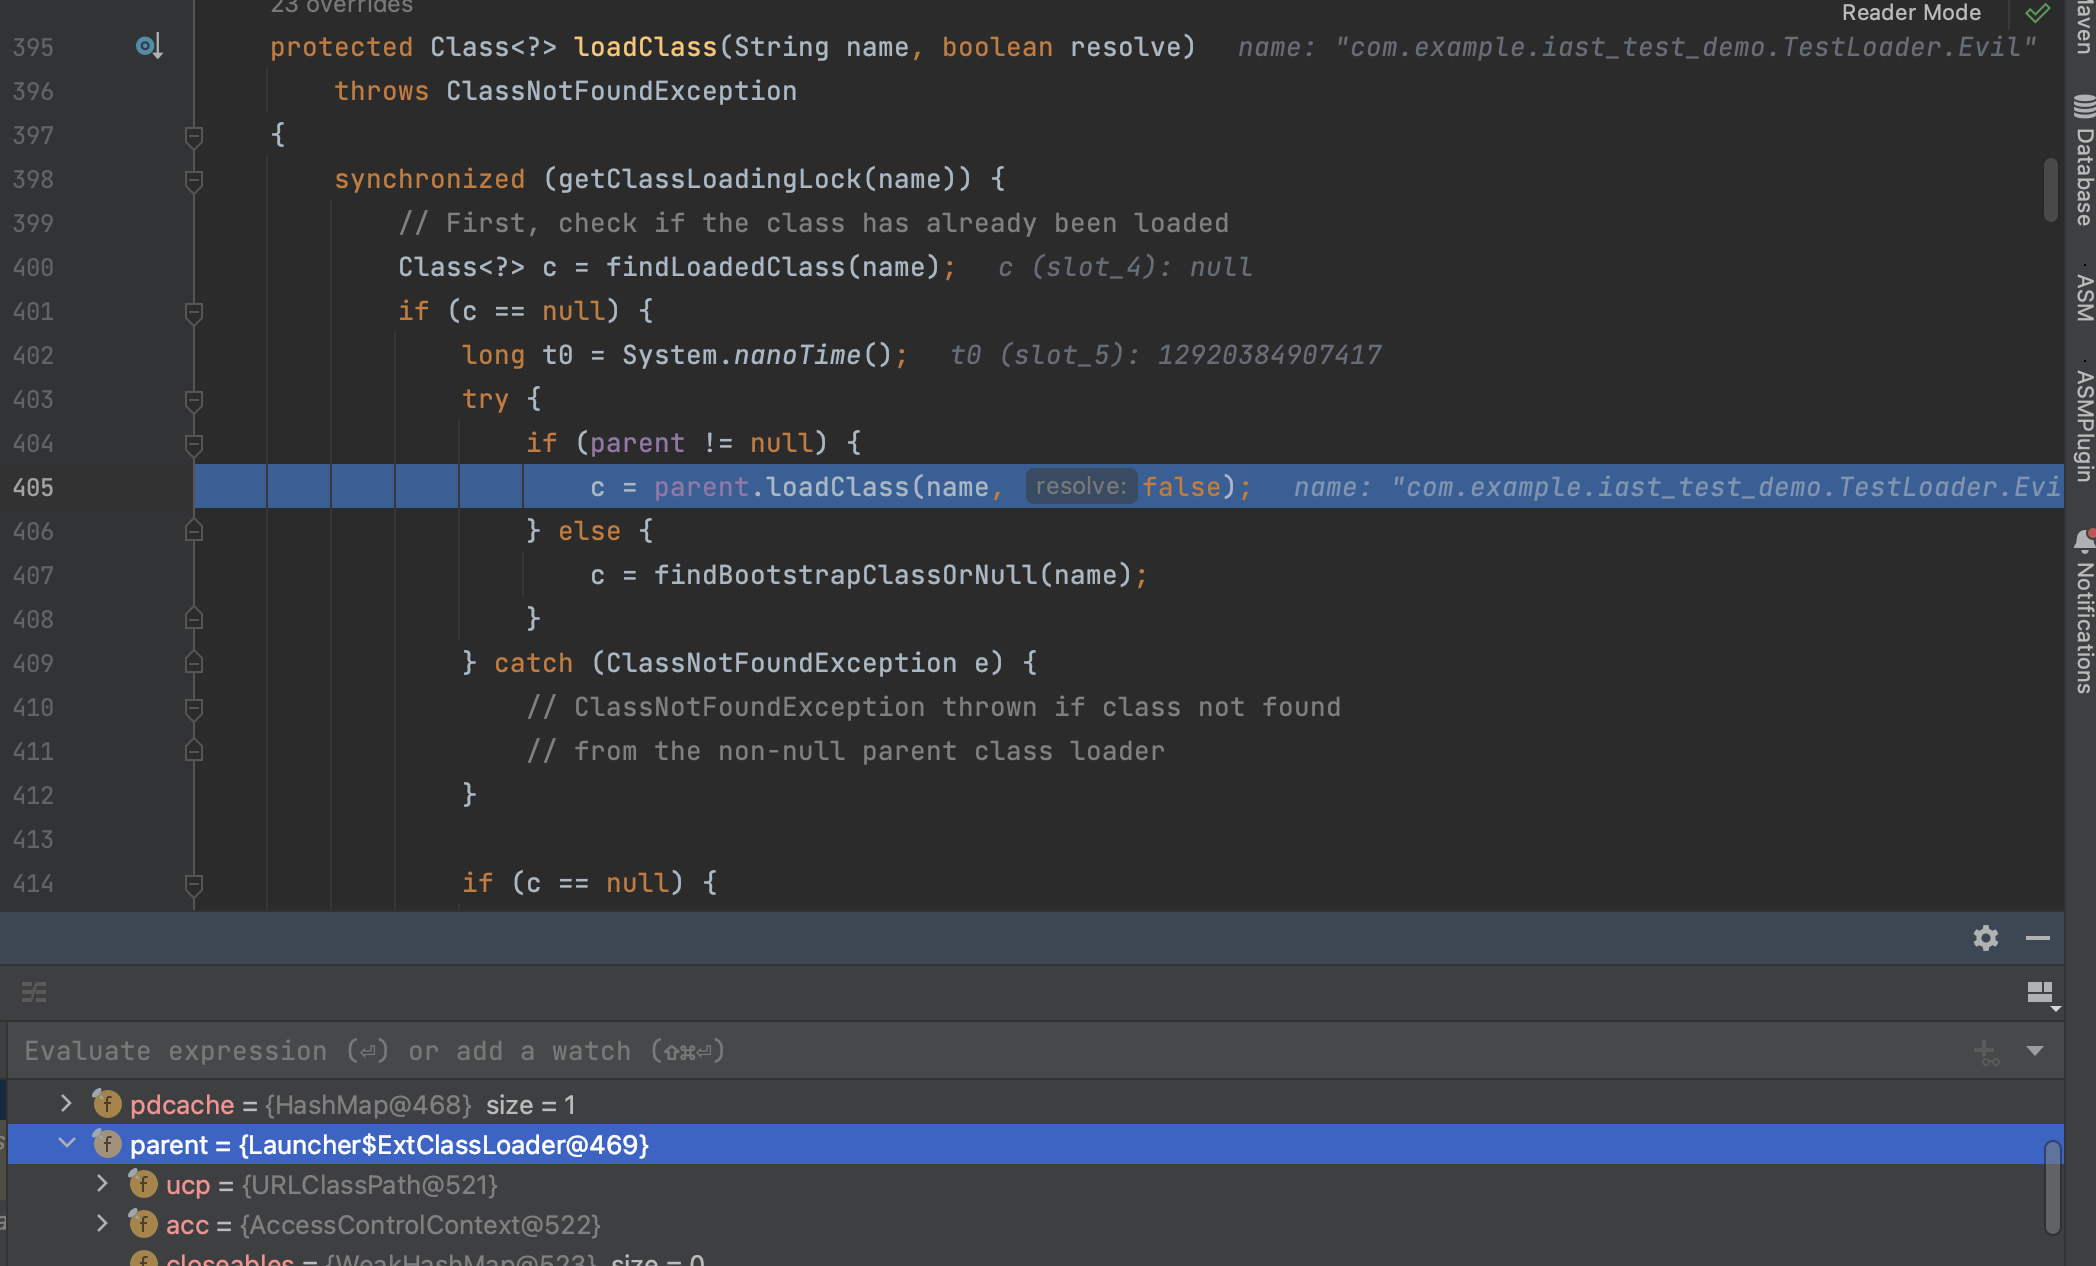 23 overrides
Reader Mode
395 protected Class<?> loadClass(String name, boolean resolve) name: "com.example.iast_test_demo.TestLoader.Evil"
396 throws ClassNotFoundException
397 {
398 synchronized (getClassLoadingLock(name)) {
399 // First, check if the class has already been loaded
400 Class<?> c = findLoadedClass(name); c (slot_4): null
401 if (c == null) {
402 long t0 = System.nanoTime(); t0 (slot_5): 12920384907417
403 try {
404 if (parent != null) {
405 c = parent.loadClass(name, resolve: false); name: "com.example.iast_test_demo.TestLoader.Evi
406 } else {
407 c = findBootstrapClassOrNull(name);
408 }
409 } catch (ClassNotFoundException e) {
410 // ClassNotFoundException thrown if class not found
411 // from the non-null parent class loader
412 }
413
414 if (c == null) {
Maven
Database
ASM
ASMPlugin
Notifications
Evaluate expression (⏎) or add a watch (⇧⌘⏎)
pdcache = {HashMap@468} size = 1
parent = {Launcher$ExtClassLoader@469}
ucp = {URLClassPath@521}
acc = {AccessControlContext@522}
closeables = {WeakHashMap@523} size = 0